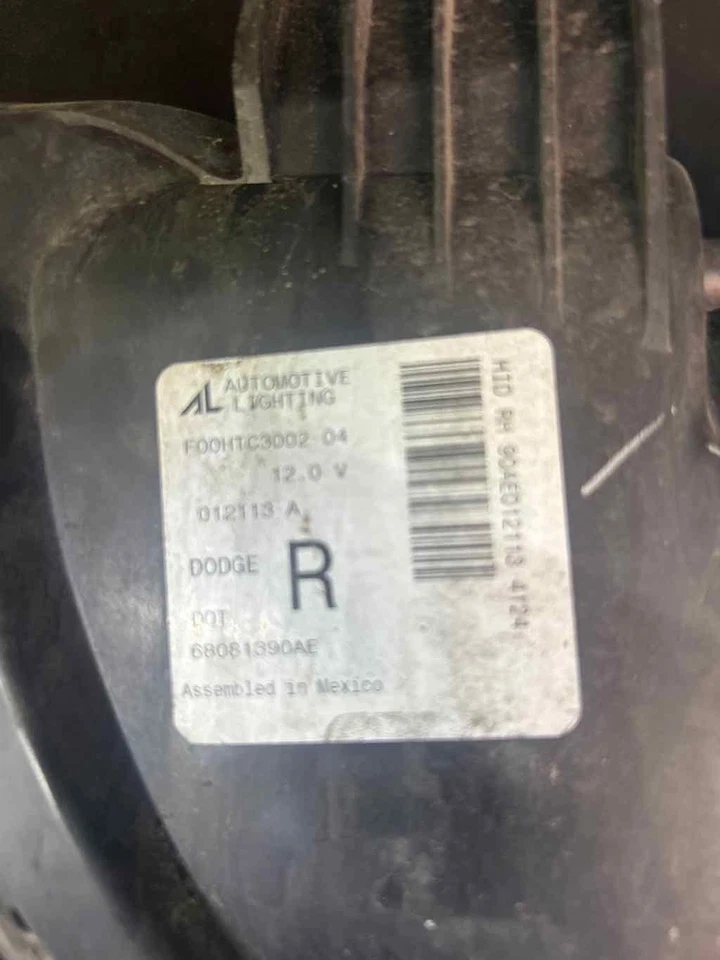 AL AUTOMOTIVE
LIGHTING
F00HTC3002 04
12.0 V
012113 A
DODGE R
DOT
68081390AE
Assembled in Mexico
HID RH 90AE012113 4724